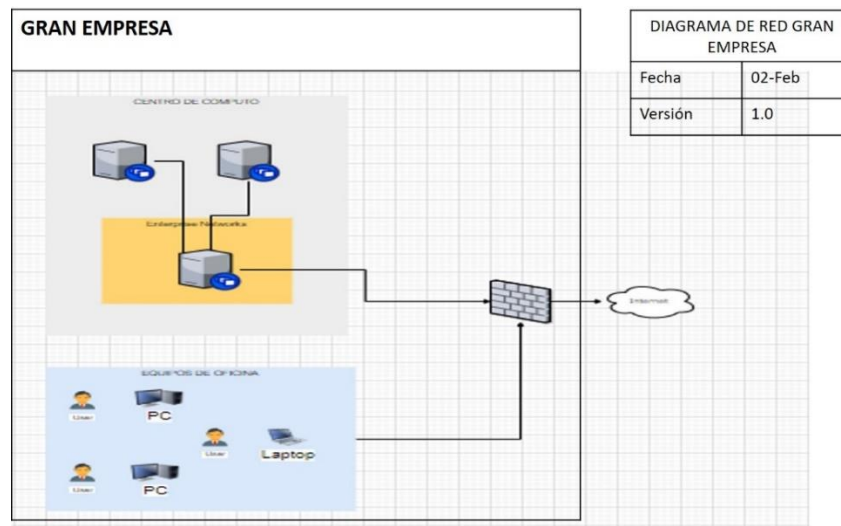 GRAN EMPRESA
DIAGRAMA DE RED GRAN
EMPRESA
Fecha 02-Feb
Versión 1.0
CENTRO DE COMPUTO
Enterprise Networks
Internet
EQUIPOS DE OFICINA
User
PC
User
Laptop
User
PC